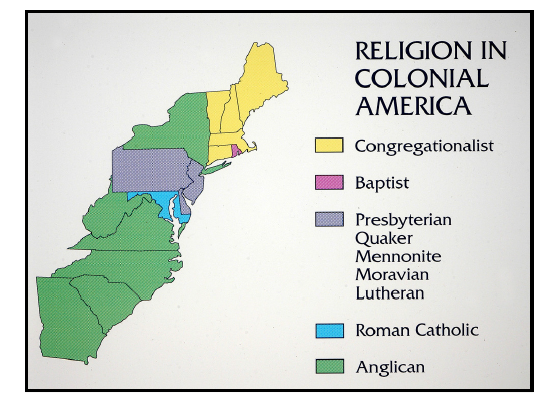 RELIGION IN
COLONIAL
AMERICA
Congregationalist
Baptist
Presbyterian
Quaker
Mennonite
Moravian
Lutheran
Roman Catholic
Anglican